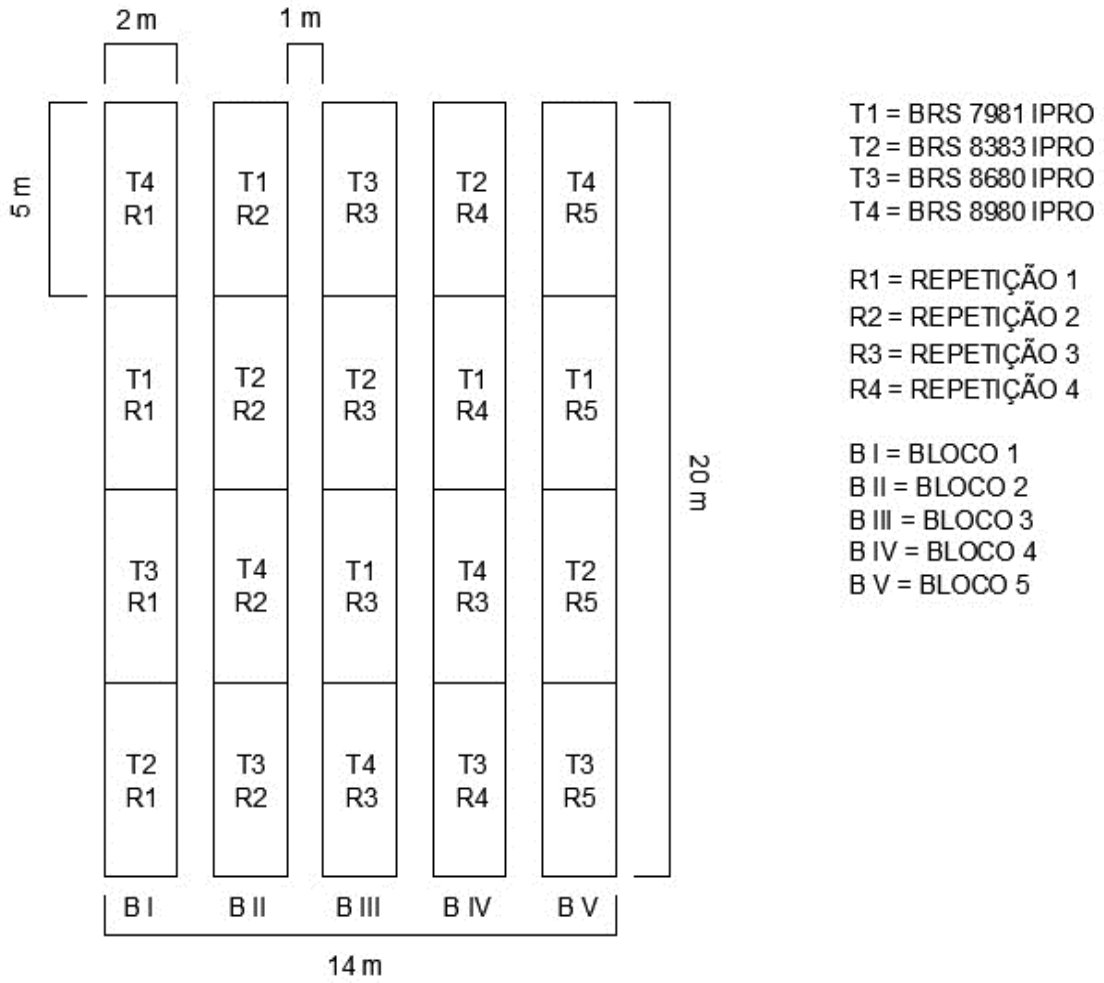 2 m
1 m
5 m
T4
R1
T1
R2
T3
R3
T2
R4
T4
R5
T1
R1
T2
R2
T2
R3
T1
R4
T1
R5
T3
R1
T4
R2
T1
R3
T4
R3
T2
R5
T2
R1
T3
R2
T4
R3
T3
R4
T3
R5
20 m
B I
B II
B III
B IV
B V
14 m
T1 = BRS 7981 IPRO
T2 = BRS 8383 IPRO
T3 = BRS 8680 IPRO
T4 = BRS 8980 IPRO
R1 = REPETIÇÃO 1
R2 = REPETIÇÃO 2
R3 = REPETIÇÃO 3
R4 = REPETIÇÃO 4
B I = BLOCO 1
B II = BLOCO 2
B III = BLOCO 3
B IV = BLOCO 4
B V = BLOCO 5